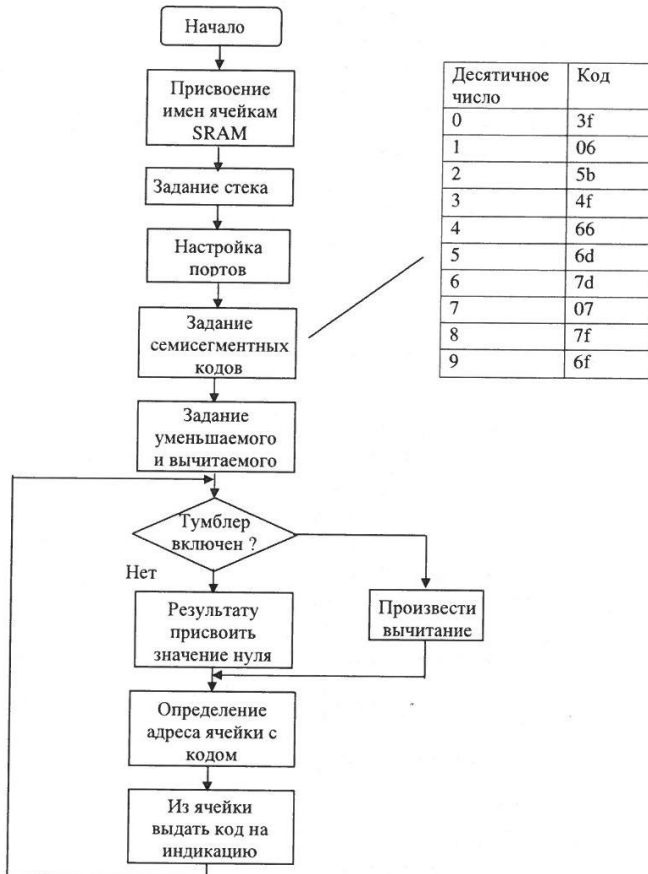 Начало
Присвоение
имен ячейкам
SRAM
Задание стека
Настройка
портов
Задание
семисегментных
кодов
Задание
уменьшаемого
и вычитаемого
Тумблер
включен ?
Нет
Результату
присвоить
значение нуля
Произвести
вычитание
Определение
адреса ячейки с
кодом
Из ячейки
выдать код на
индикацию
Десятичное Код
число
0 3f
1 06
2 5b
3 4f
4 66
5 6d
6 7d
7 07
8 7f
9 6f